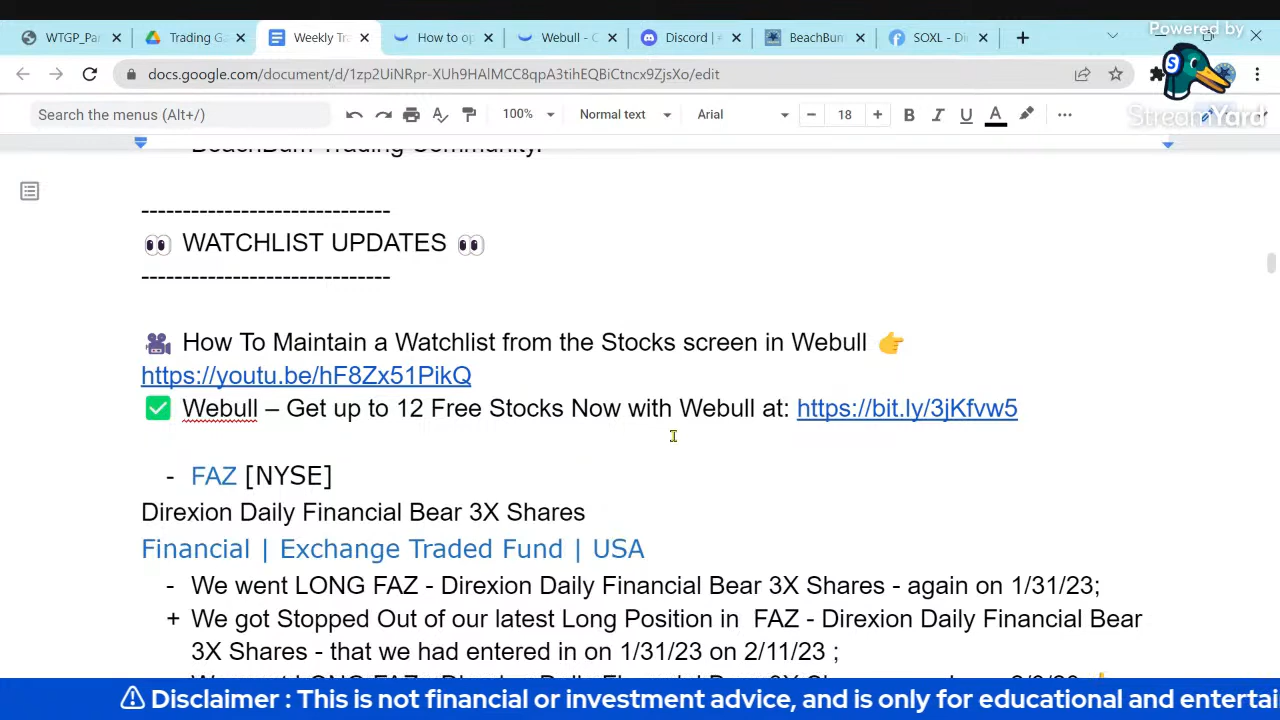 WTGP_Pa
Trading G
Weekly Tr
How to op
Webull - C
Discord |
BeachBum
SOXL - Di
Powered by
docs.google.com/document/d/1zp2UiNRpr-XUh9fIAlMCC8qpA3tihEQBiCtncx9ZjsXo/edit
StreamYard
Search the menus (Alt+/)
100%
Normal text
Arial
18
B I U A
BeachBum Trading Community.
------------------------------
👀 WATCHLIST UPDATES 👀
------------------------------
🎥 How To Maintain a Watchlist from the Stocks screen in Webull 👉
https://youtu.be/hF8Zx51PikQ
✅ Webull – Get up to 12 Free Stocks Now with Webull at: https://bit.ly/3jKfvw5
- FAZ [NYSE]
Direxion Daily Financial Bear 3X Shares
Financial | Exchange Traded Fund | USA
- We went LONG FAZ - Direxion Daily Financial Bear 3X Shares - again on 1/31/23;
+ We got Stopped Out of our latest Long Position in FAZ - Direxion Daily Financial Bear
3X Shares - that we had entered in on 1/31/23 on 2/11/23 ;
⚠ Disclaimer : This is not financial or investment advice, and is only for educational and entertai